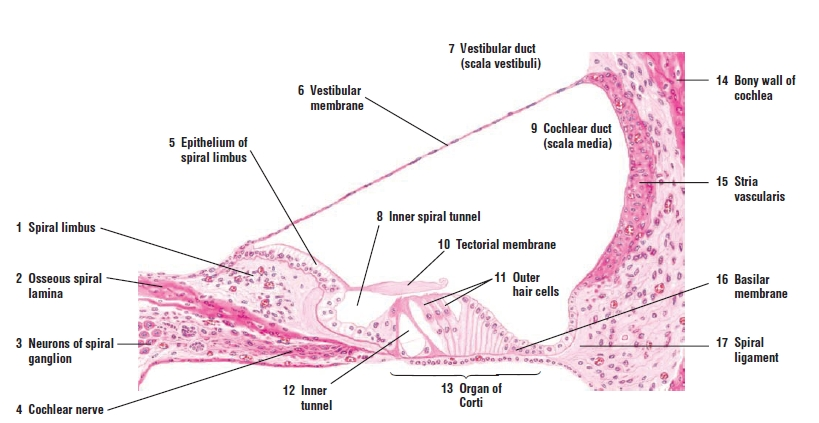 7 Vestibular duct
(scala vestibuli)
14 Bony wall of
cochlea
6 Vestibular
membrane
9 Cochlear duct
(scala media)
5 Epithelium of
spiral limbus
15 Stria
vascularis
8 Inner spiral tunnel
1 Spiral limbus
10 Tectorial membrane
2 Osseous spiral
lamina
11 Outer
hair cells
16 Basilar
membrane
3 Neurons of spiral
ganglion
17 Spiral
ligament
12 Inner
tunnel
13 Organ of
Corti
4 Cochlear nerve